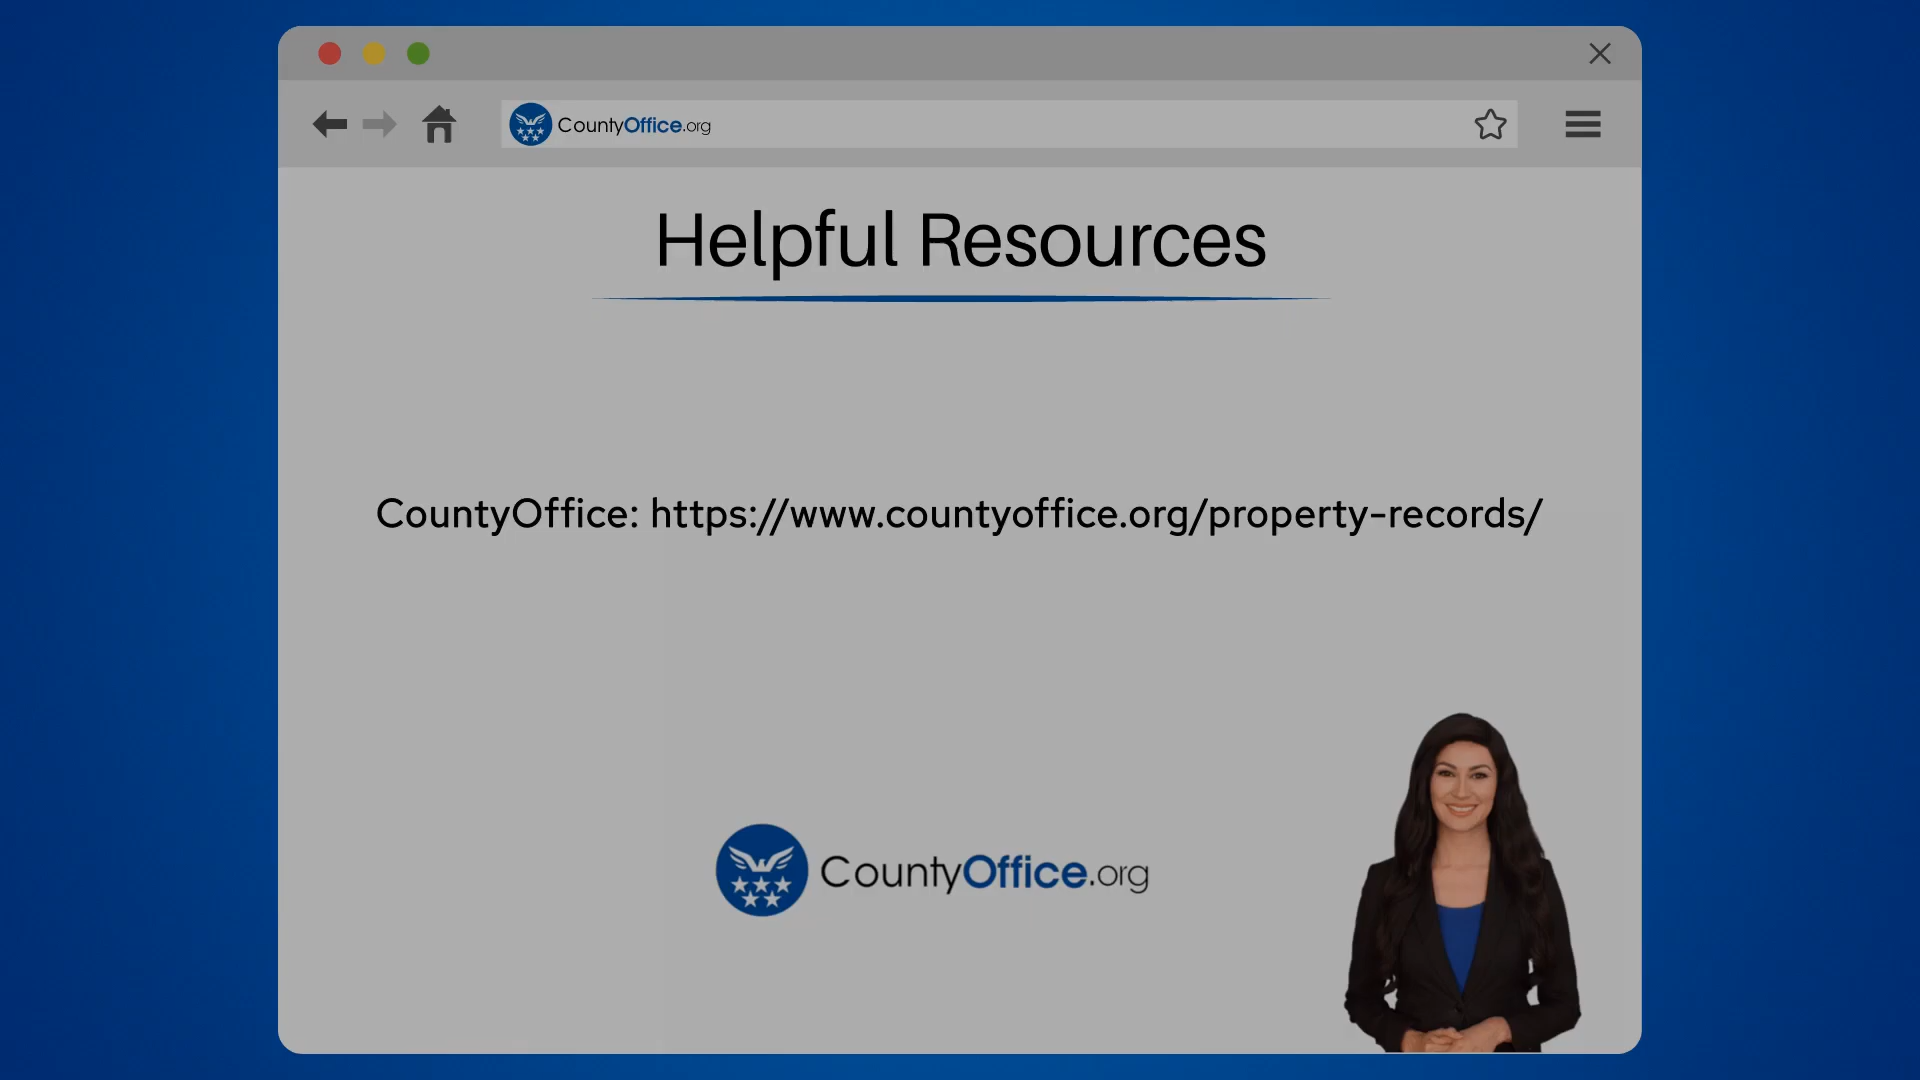 CountyOffice.org
Helpful Resources
CountyOffice: https://www.countyoffice.org/property-records/
CountyOffice.org